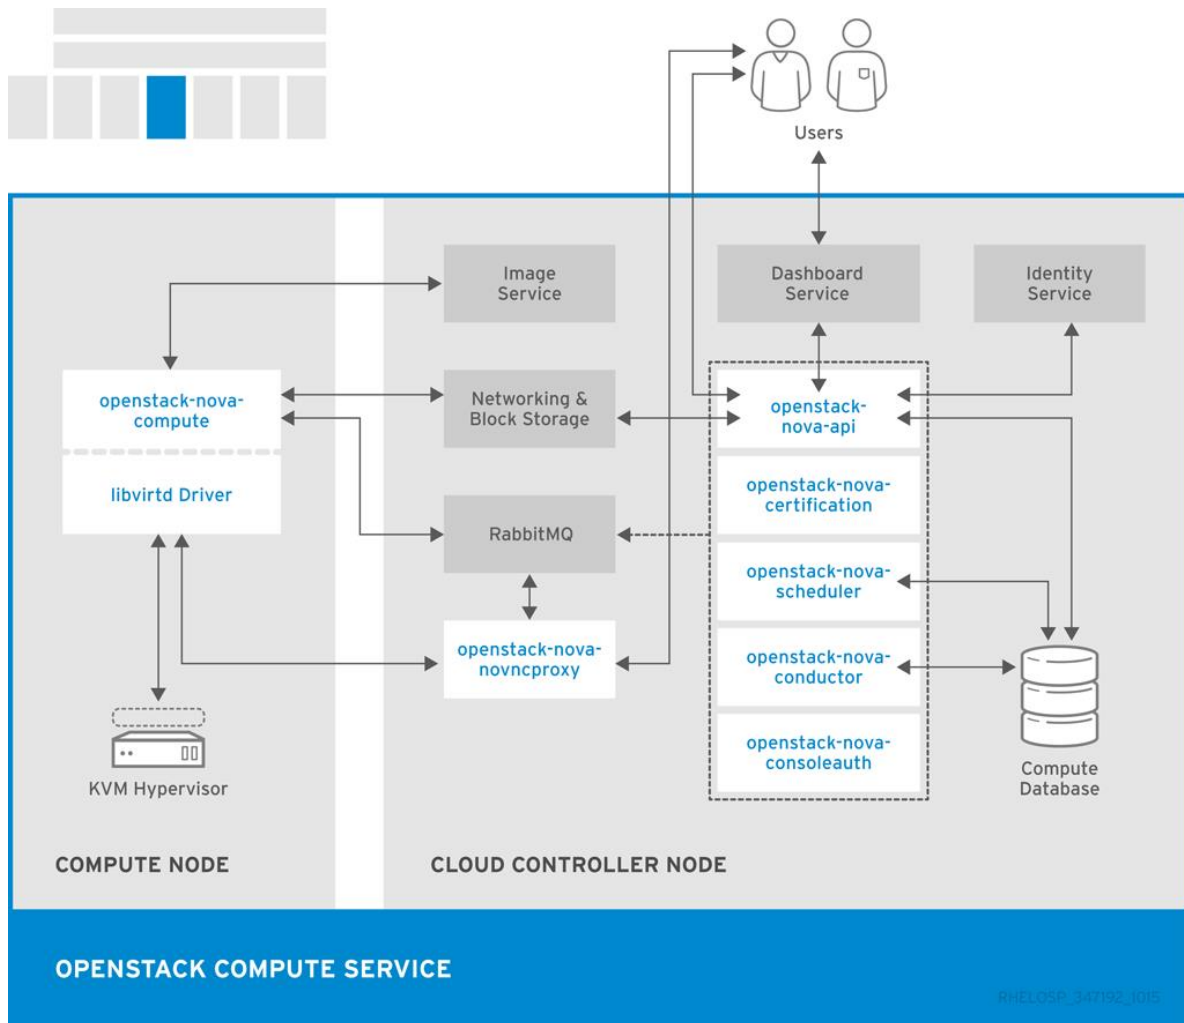 Users
Image
Service
Dashboard
Service
Identity
Service
openstack-nova-
compute
libvirtd Driver
Networking &
Block Storage
openstack-
nova-api
openstack-nova-
certification
RabbitMQ
openstack-nova-
scheduler
openstack-nova-
novncproxy
openstack-nova-
conductor
openstack-nova-
consoleauth
KVM Hypervisor
Compute
Database
COMPUTE NODE
CLOUD CONTROLLER NODE
OPENSTACK COMPUTE SERVICE
RHELOSP_347192_1015